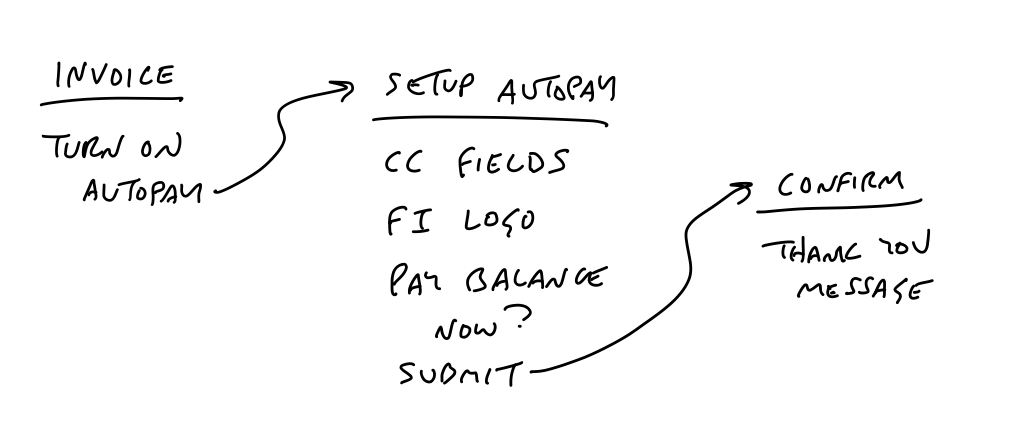 INVOICE
TURN ON
AUTOPAY
SETUP AUTOPAY
CC FIELDS
FI LOGO
PAY BALANCE
NOW?
SUBMIT
CONFIRM
THANK YOU
MESSAGE